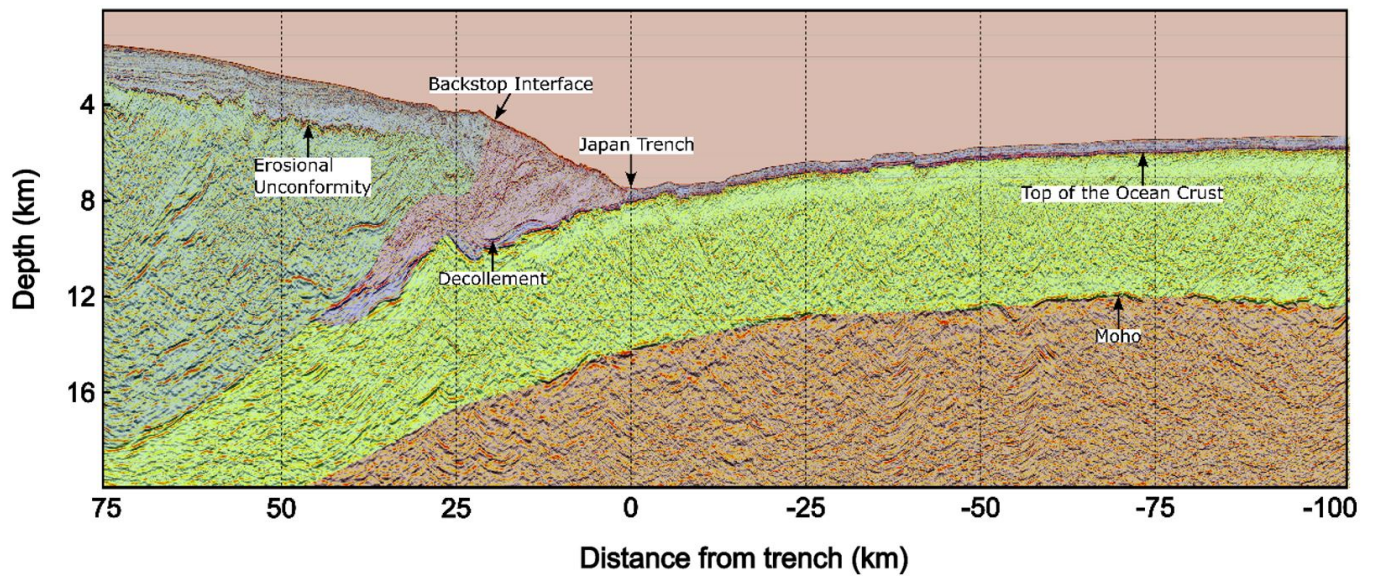 Backstop Interface
Japan Trench
Erosional
Unconformity
Top of the Ocean Crust
Decollement
Moho
Depth (km)
4
8
12
16
75 50 25 0 -25 -50 -75 -100
Distance from trench (km)